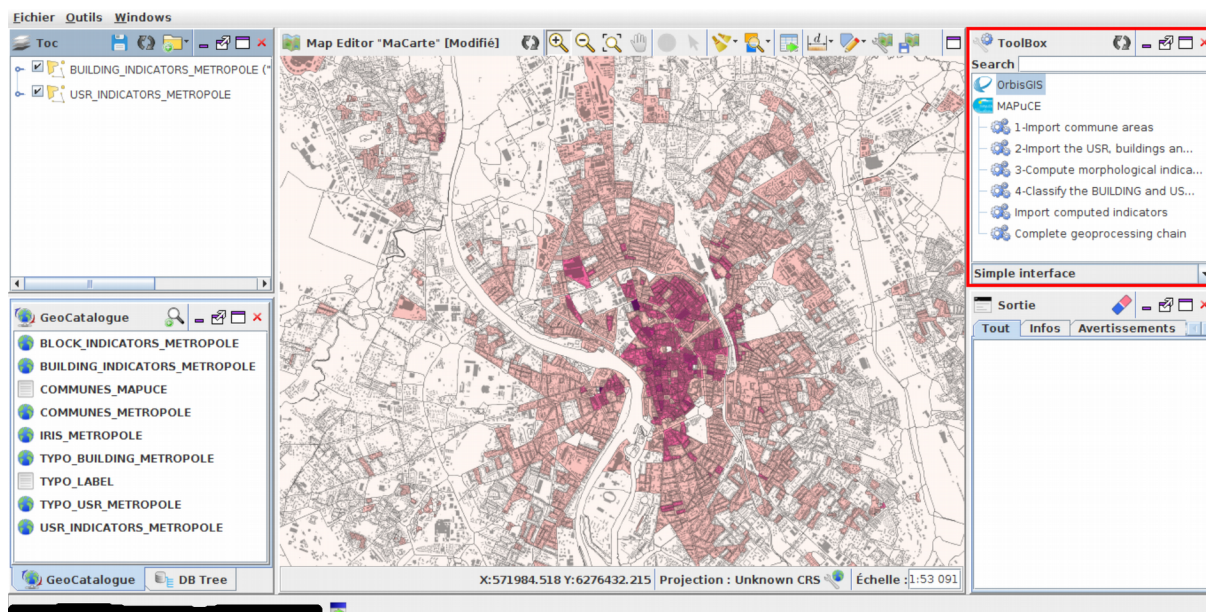 Fichier Outils Windows
Toc
BUILDING_INDICATORS_METROPOLE ("
USR_INDICATORS_METROPOLE
Map Editor "MaCarte" [Modifié]
ToolBox
Search
OrbisGIS
MAPuCE
1-Import commune areas
2-Import the USR, buildings an...
3-Compute morphological indica...
4-Classify the BUILDING and US...
Import computed indicators
Complete geoprocessing chain
Simple interface
GeoCatalogue
BLOCK_INDICATORS_METROPOLE
BUILDING_INDICATORS_METROPOLE
COMMUNES_MAPUCE
COMMUNES_METROPOLE
IRIS_METROPOLE
TYPO_BUILDING_METROPOLE
TYPO_LABEL
TYPO_USR_METROPOLE
USR_INDICATORS_METROPOLE
GeoCatalogue DB Tree
Sortie
Tout Infos Avertissements
X:571984.518 Y:6276432.215 Projection : Unknown CRS Échelle : 1:53 091